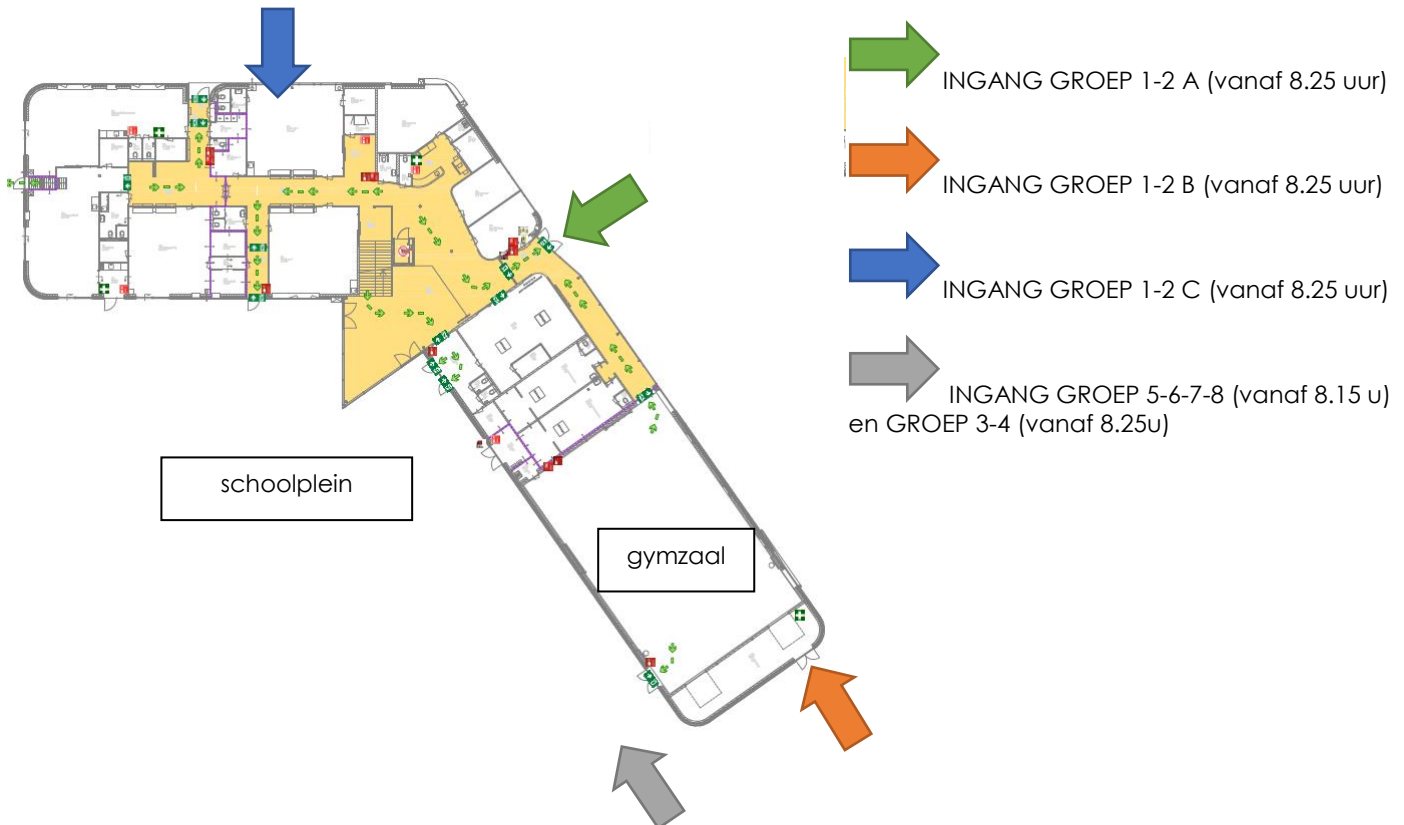 INGANG GROEP 1-2 A (vanaf 8.25 uur)
INGANG GROEP 1-2 B (vanaf 8.25 uur)
INGANG GROEP 1-2 C (vanaf 8.25 uur)
INGANG GROEP 5-6-7-8 (vanaf 8.15 u)
en GROEP 3-4 (vanaf 8.25u)
schoolplein
gymzaal